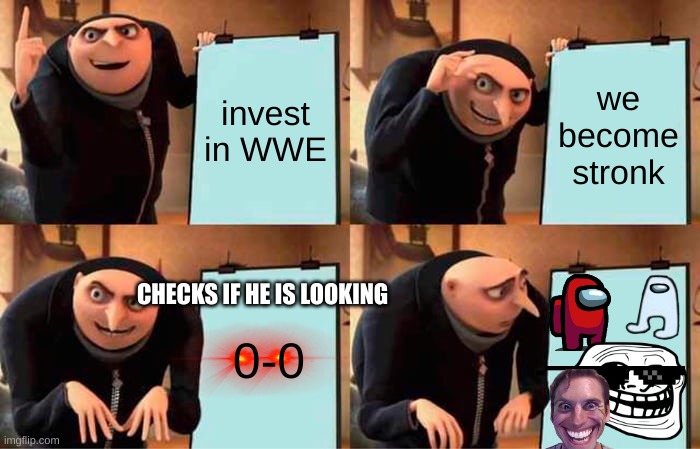 invest
in WWE
we
become
stronk
CHECKS IF HE IS LOOKING
0-0
imgflip.com